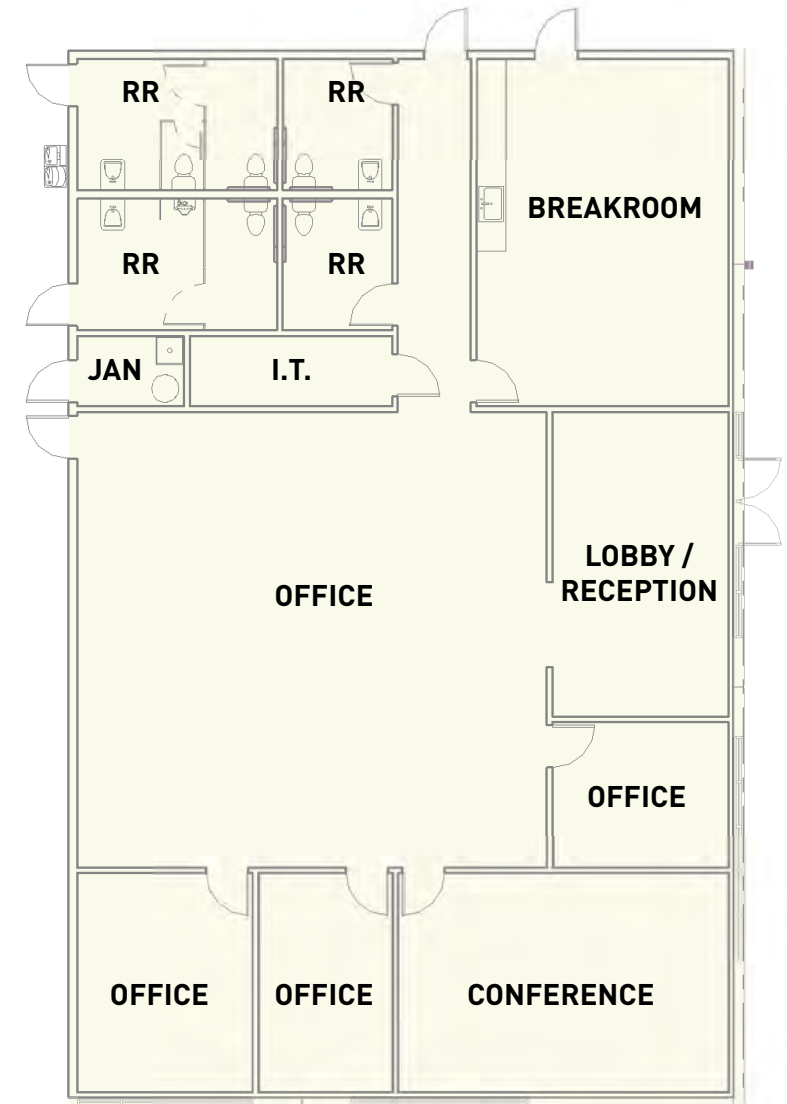 RR
RR
BREAKROOM
RR
RR
JAN
I.T.
LOBBY /
RECEPTION
OFFICE
OFFICE
OFFICE
OFFICE
CONFERENCE